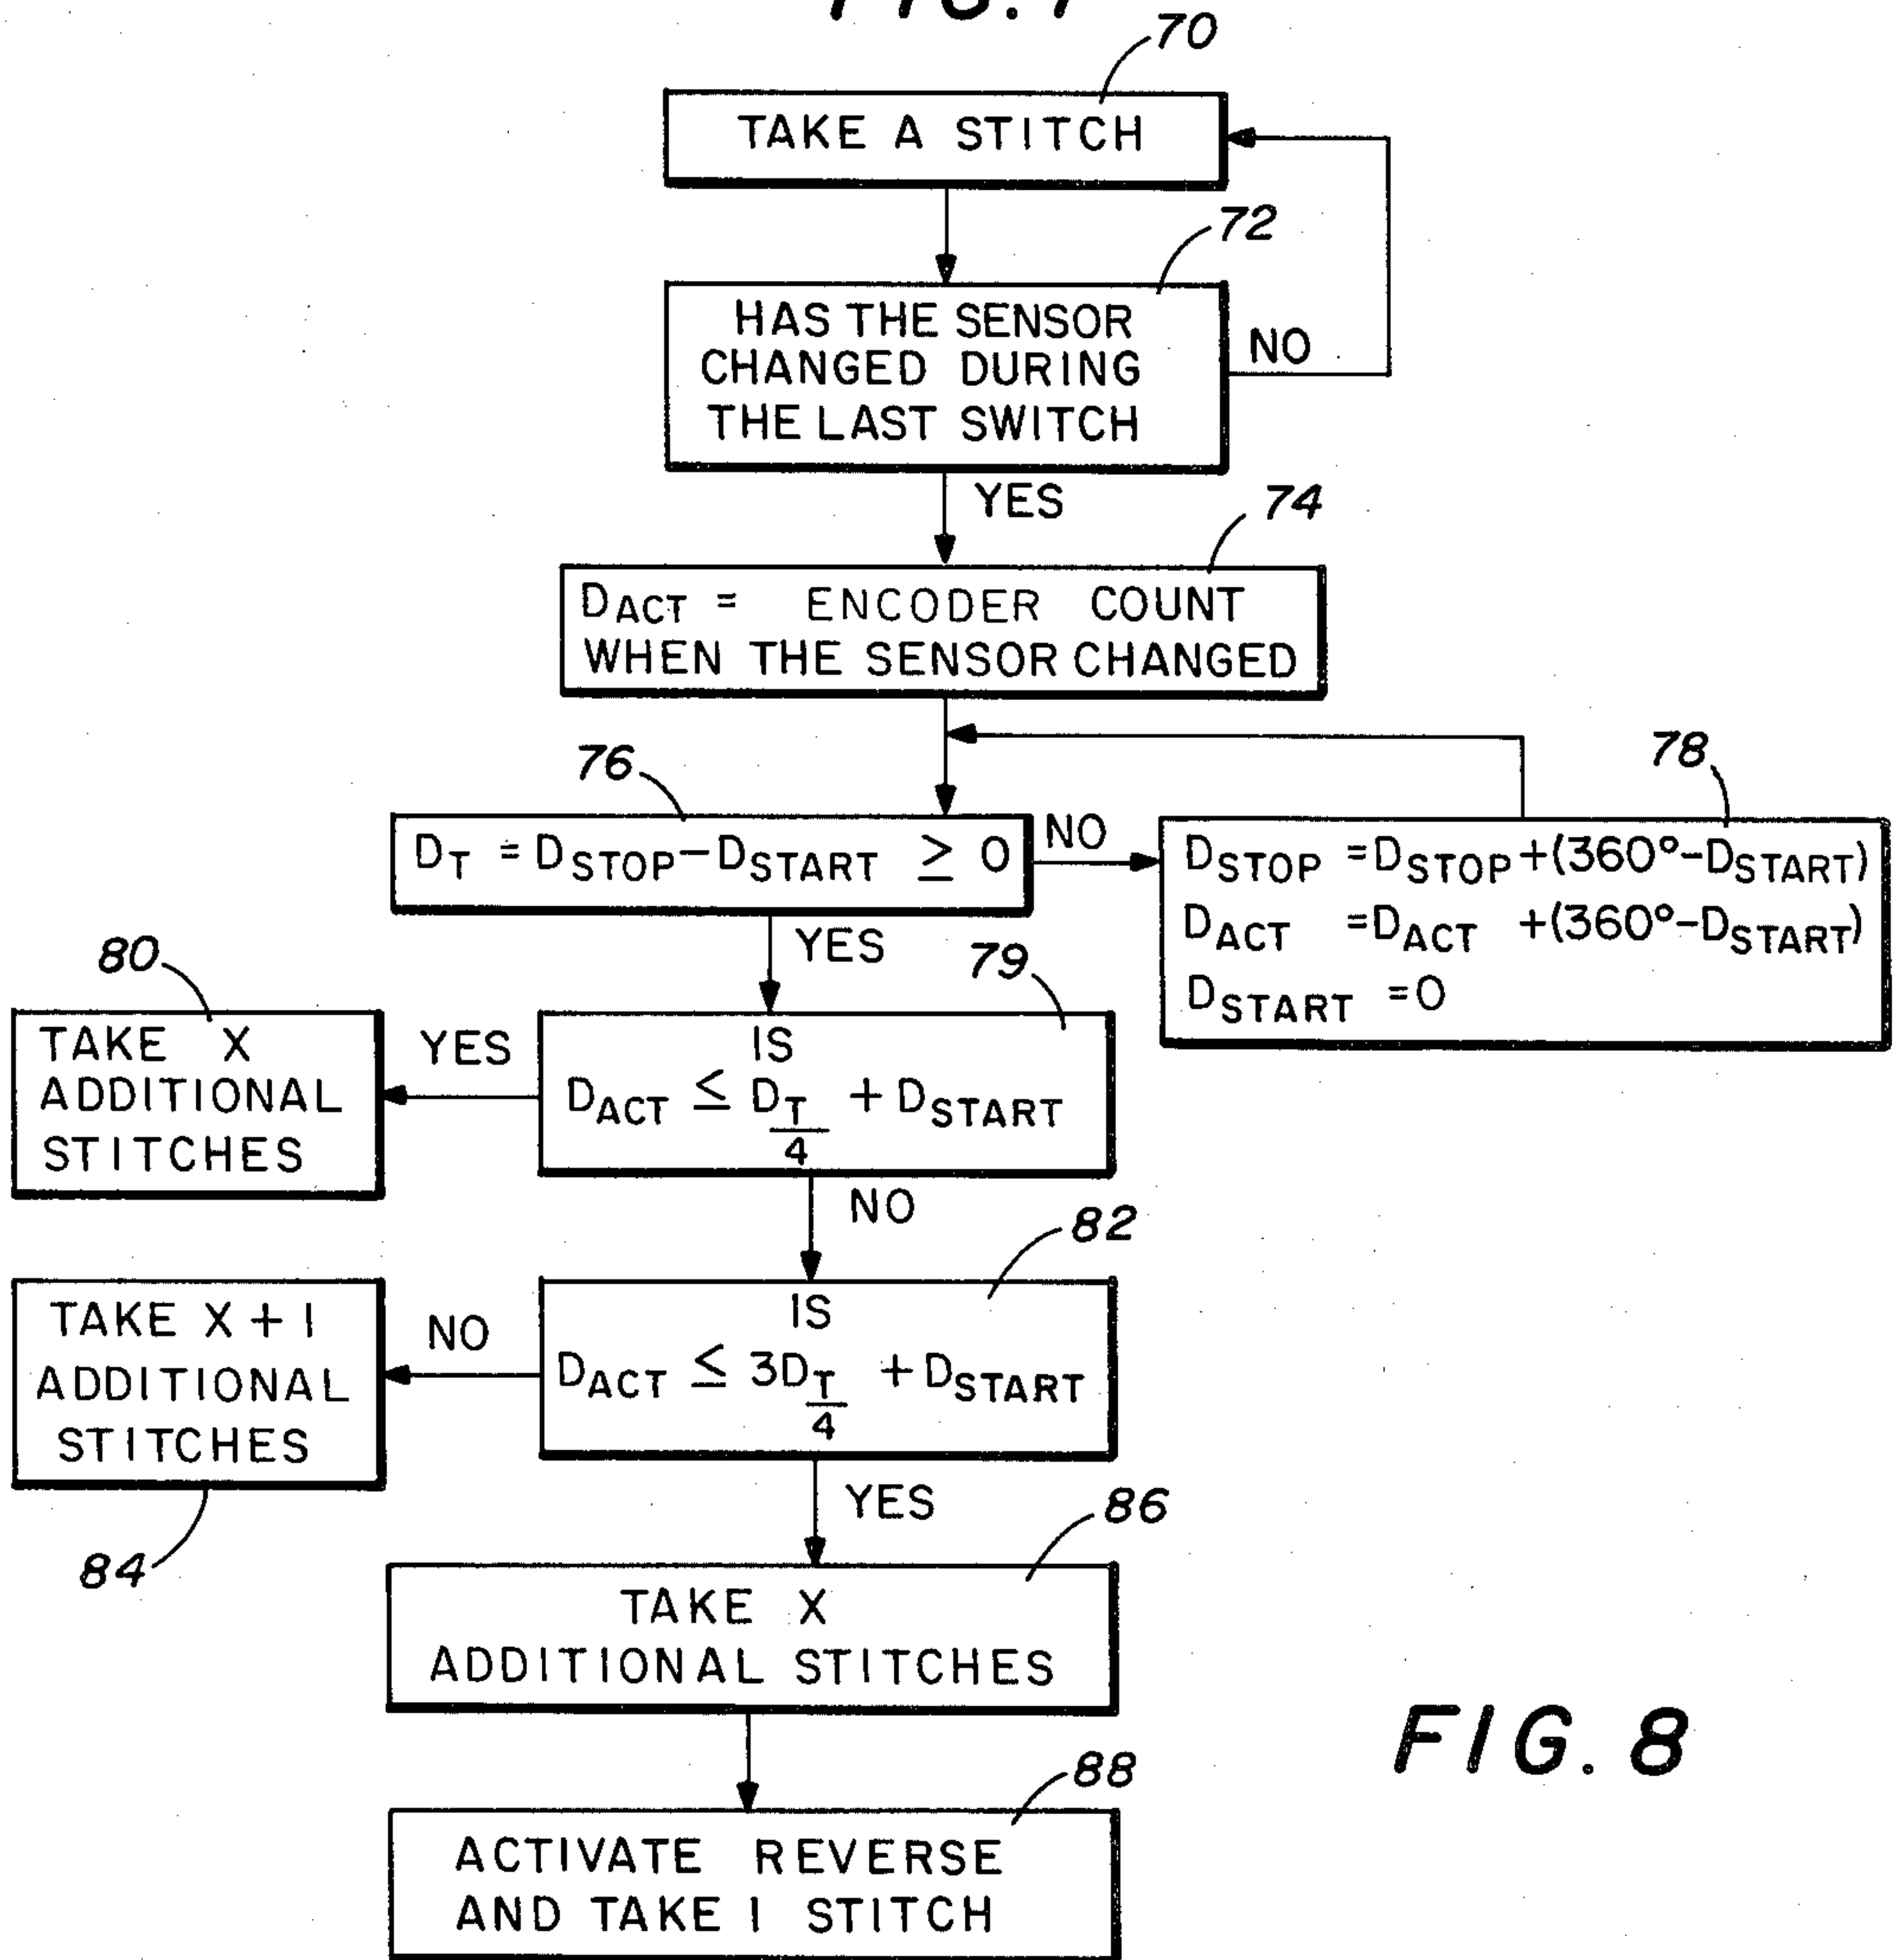 70
TAKE A STITCH
72
HAS THE SENSOR
CHANGED DURING
THE LAST SWITCH
NO
YES
74
DACT = ENCODER COUNT
WHEN THE SENSOR CHANGED
76
DT = DSTOP-DSTART ≥ 0
NO
78
DSTOP =DSTOP+(360°-DSTART)
DACT =DACT +(360°-DSTART)
DSTART =0
YES
79
IS
DACT ≤ DT/4 + DSTART
YES
80
TAKE X
ADDITIONAL
STITCHES
NO
82
IS
DACT ≤ 3DT/4 +DSTART
NO
TAKE X+1
ADDITIONAL
STITCHES
84
YES
86
TAKE X
ADDITIONAL STITCHES
88
ACTIVATE REVERSE
AND TAKE 1 STITCH
FIG. 8